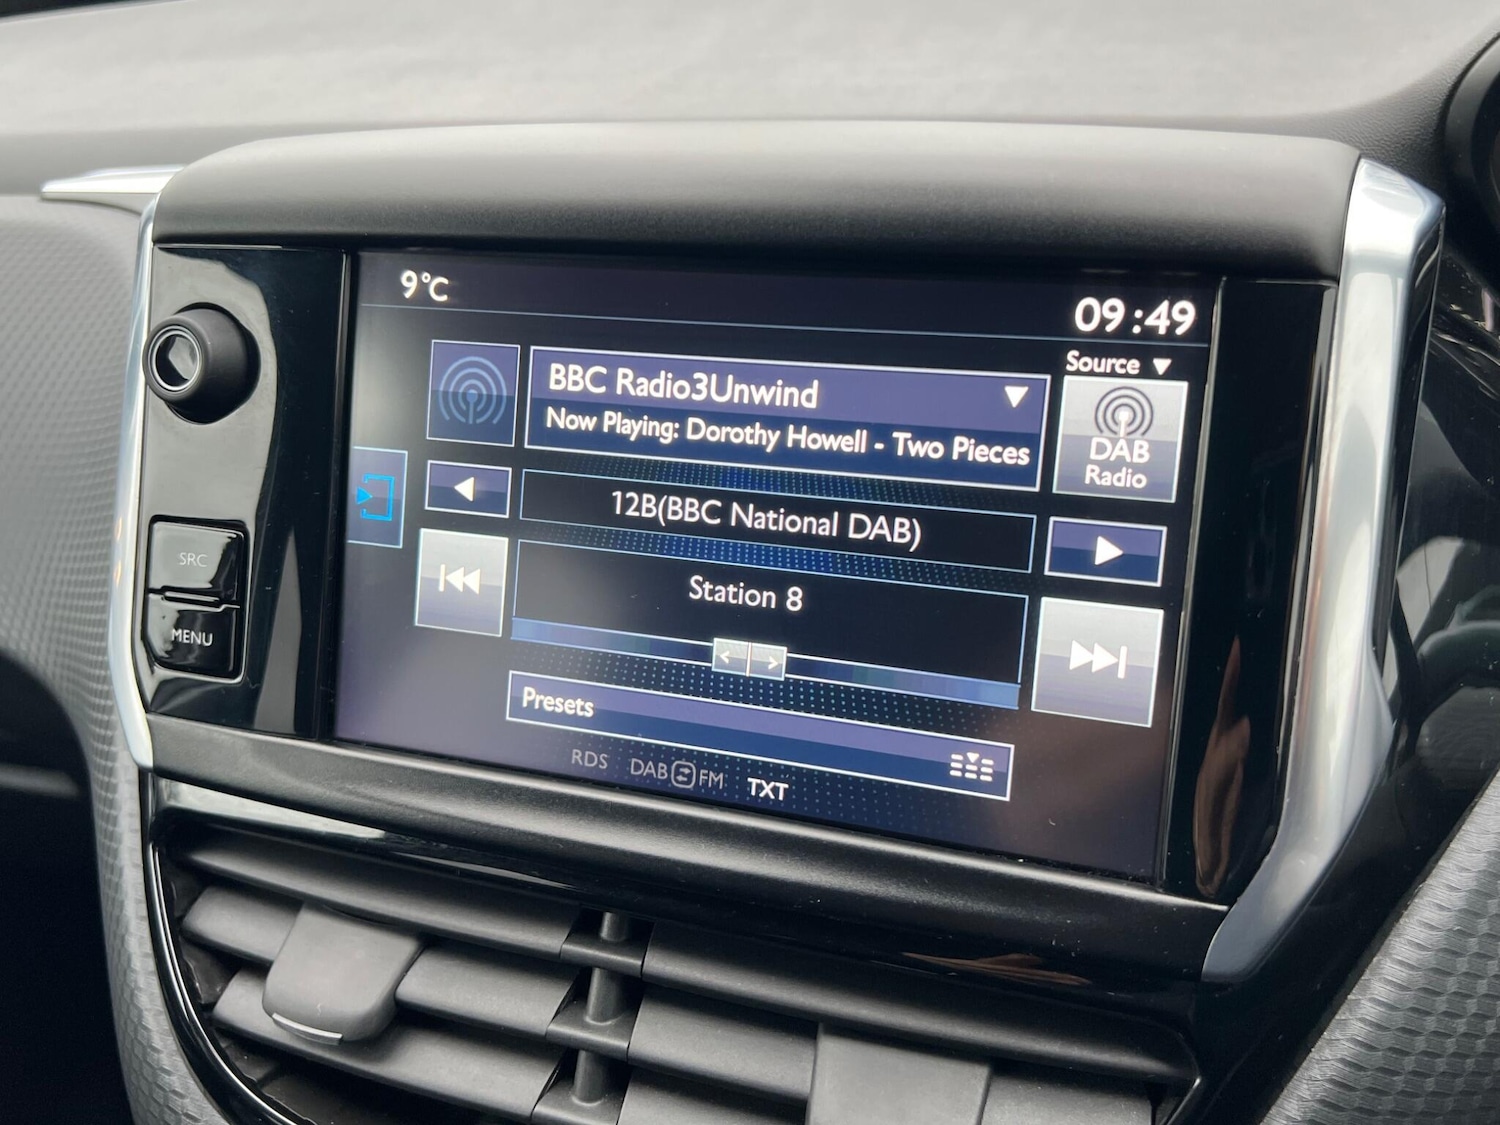 9°C
09:49
Source
BBC Radio3Unwind
Now Playing: Dorothy Howell - Two Pieces
DAB
Radio
12B(BBC National DAB)
SRC
Station 8
MENU
Presets
RDS DAB FM TXT